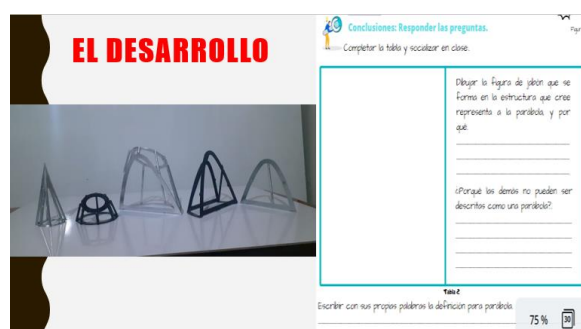 EL DESARROLLO
Conclusiones: Responder las preguntas.
Completar la tabla y socializar en clase.
Dibujar la figura de jabón que se
forma en la estructura que cree
representa a la parábola, y por
qué.
¿Porque las demás no pueden ser
descritas como una parábola?
Tabla 2
Escribir con sus propias palabras la definición para parábola.
75 %
30